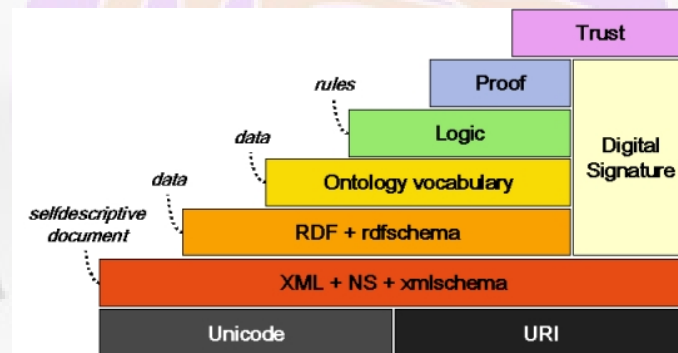 Trust
Proof
rules
Logic
Digital
Signature
data
Ontology vocabulary
data
RDF + rdfschema
selfdescriptive
document
XML + NS + xmlschema
Unicode
URI